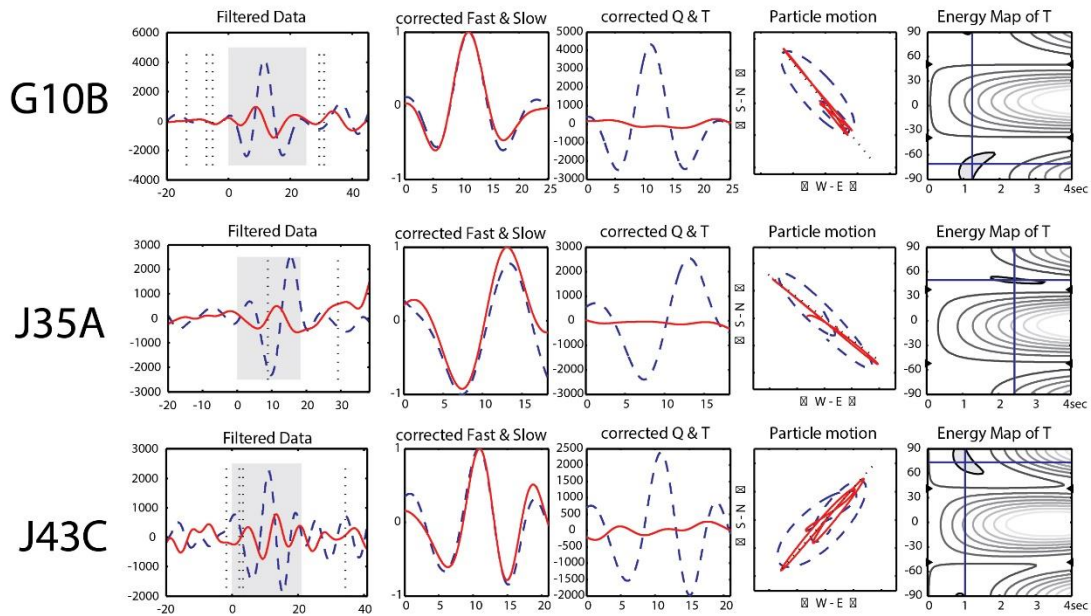 G10B
Filtered Data
6000
4000
2000
0
-2000
-4000
-20 0 20 40
corrected Fast & Slow
1
0
-1
0 5 10 15 20 25
corrected Q & T
5000
4000
3000
2000
1000
0
-1000
-2000
-3000
0 5 10 15 20 25
Particle motion
S - N
W - E
Energy Map of T
90
60
30
0
-30
-60
-90
0 1 2 3 4sec
J35A
Filtered Data
3000
2000
1000
0
-1000
-2000
-3000
-20 -10 0 10 20 30
corrected Fast & Slow
1
0
-1
0 5 10 15
corrected Q & T
3000
2000
1000
0
-1000
-2000
-3000
0 5 10 15
Particle motion
S - N
W - E
Energy Map of T
90
60
30
0
-30
-60
-90
0 1 2 3 4sec
J43C
Filtered Data
3000
2000
1000
0
-1000
-2000
-20 0 20 40
corrected Fast & Slow
1
0
-1
0 5 10 15 20
corrected Q & T
2500
2000
1500
1000
500
0
-500
-1000
-1500
-2000
0 5 10 15 20
Particle motion
S - N
W - E
Energy Map of T
90
60
30
0
-30
-60
-90
0 1 2 3 4sec